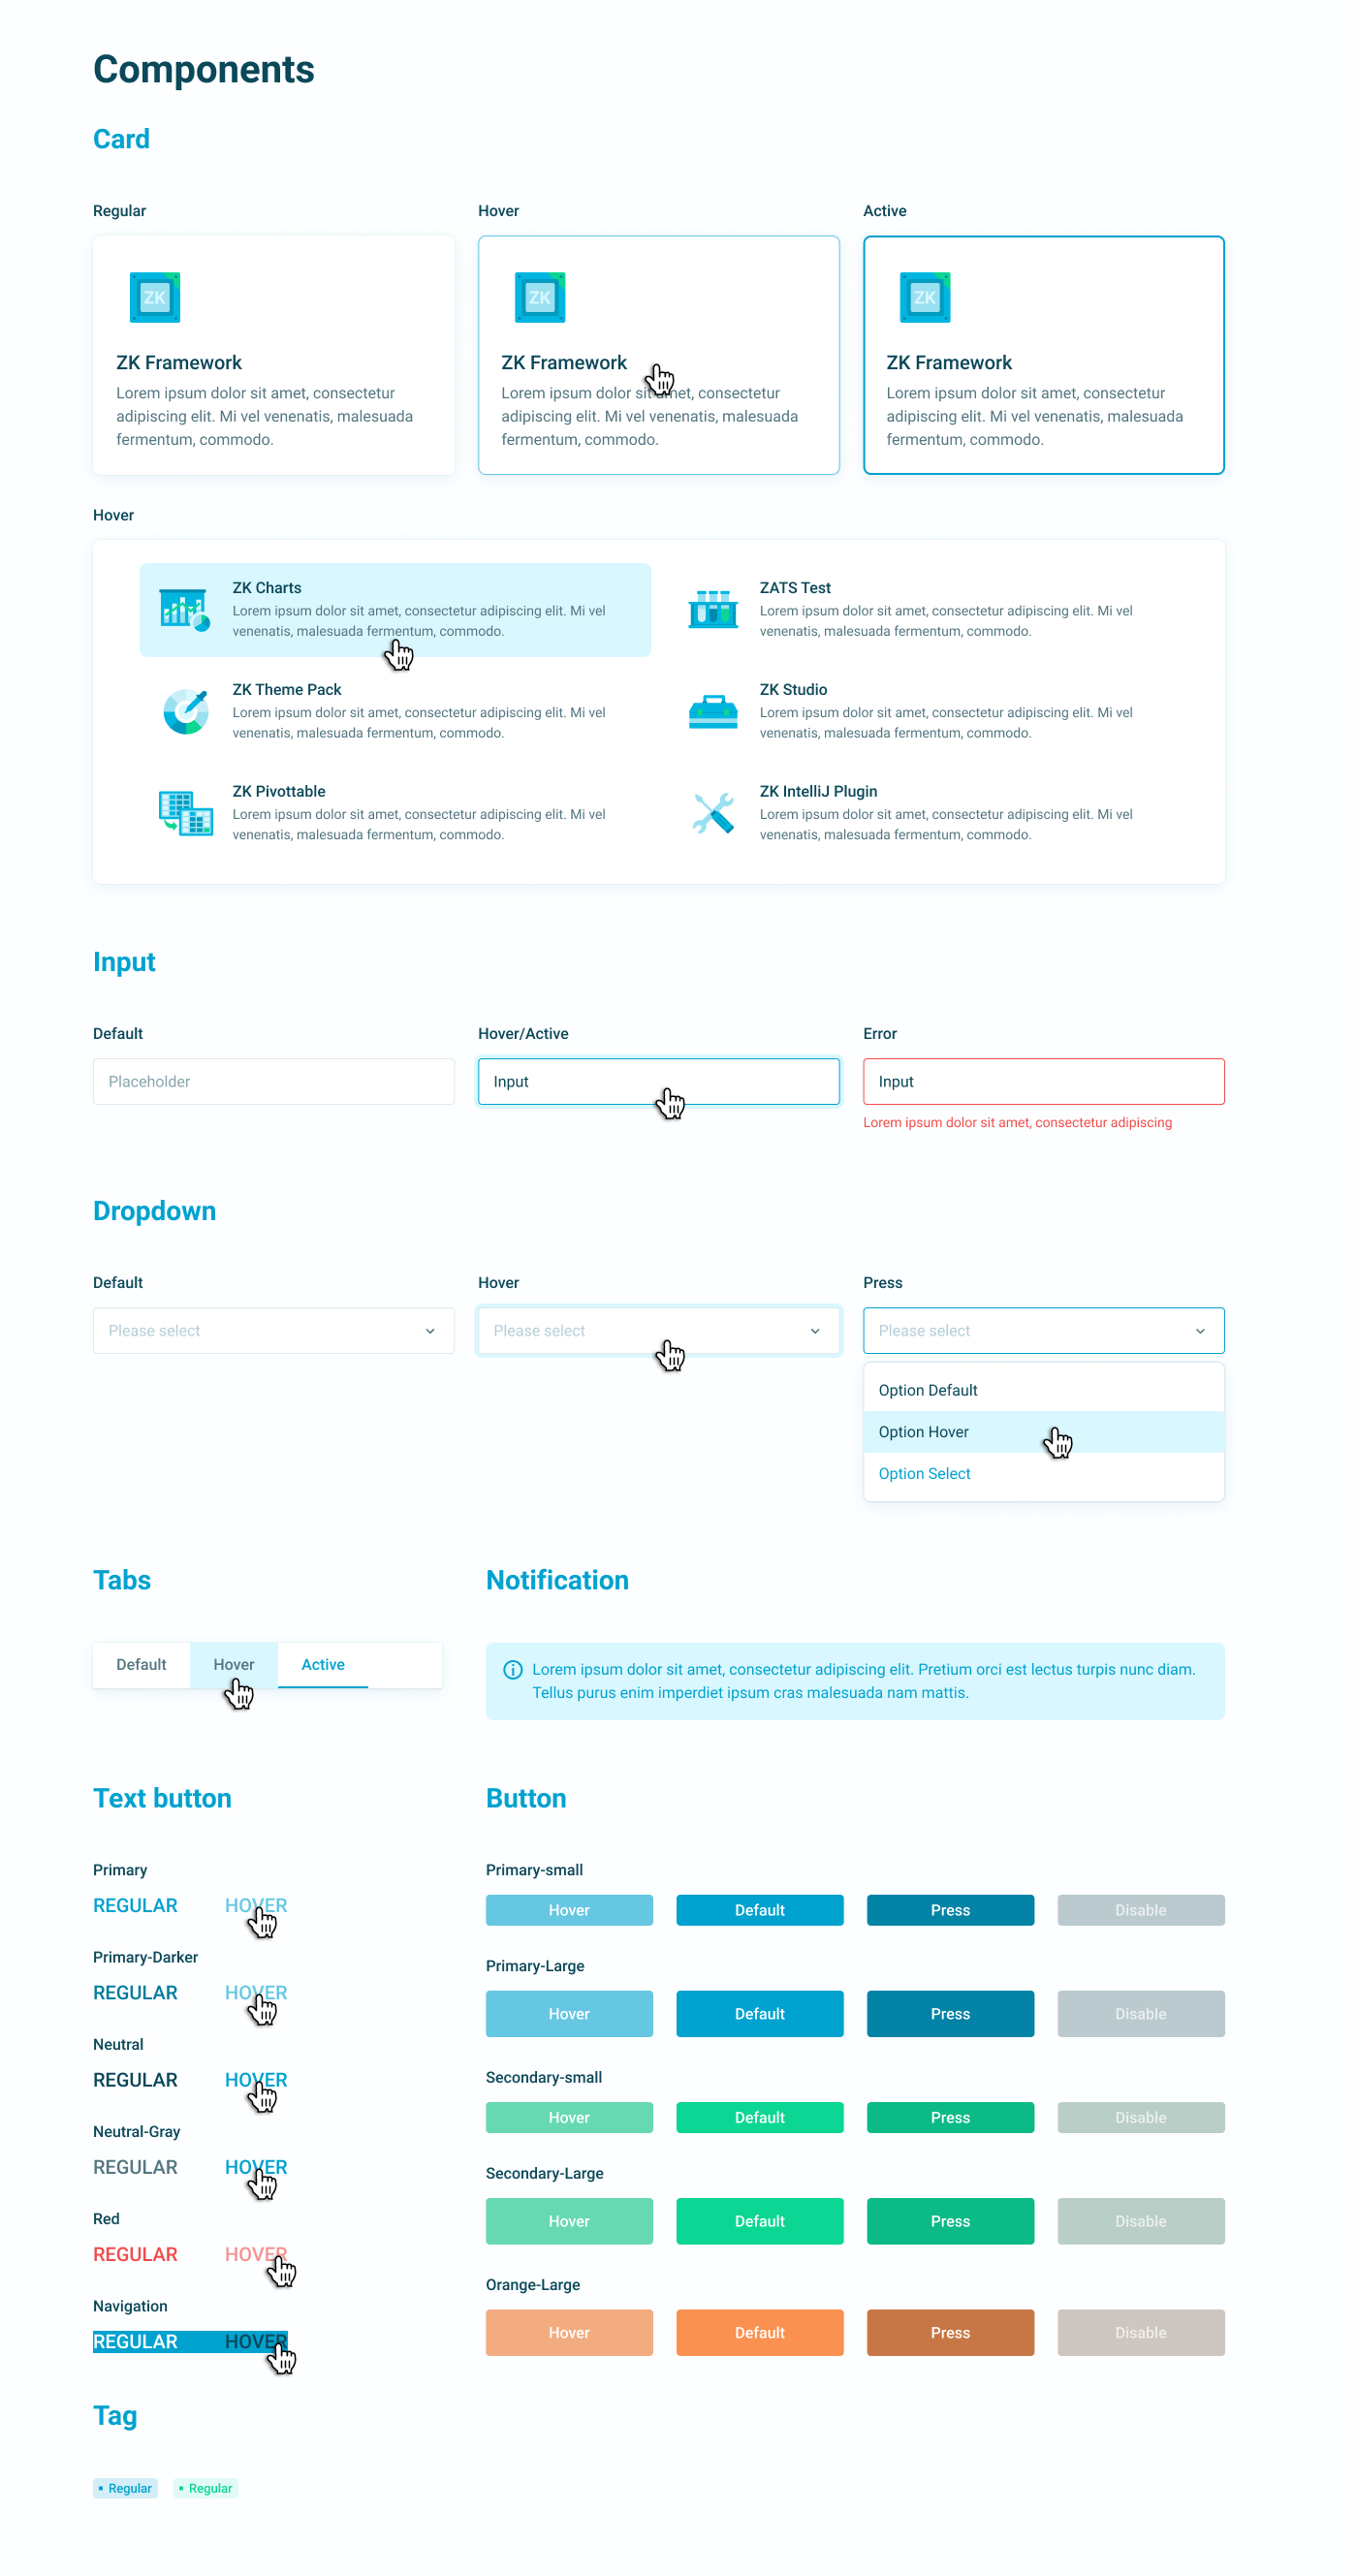 Components
Card
Regular
Hover
Active
ZK
ZK Framework
Lorem ipsum dolor sit amet, consectetur
adipiscing elit. Mi vel venenatis, malesuada
fermentum, commodo.
ZK
ZK Framework
Lorem ipsum dolor sit amet, consectetur
adipiscing elit. Mi vel venenatis, malesuada
fermentum, commodo.
ZK
ZK Framework
Lorem ipsum dolor sit amet, consectetur
adipiscing elit. Mi vel venenatis, malesuada
fermentum, commodo.
Hover
ZK Charts
Lorem ipsum dolor sit amet, consectetur adipiscing elit. Mi vel
venenatis, malesuada fermentum, commodo.
ZATS Test
Lorem ipsum dolor sit amet, consectetur adipiscing elit. Mi vel
venenatis, malesuada fermentum, commodo.
ZK Theme Pack
Lorem ipsum dolor sit amet, consectetur adipiscing elit. Mi vel
venenatis, malesuada fermentum, commodo.
ZK Studio
Lorem ipsum dolor sit amet, consectetur adipiscing elit. Mi vel
venenatis, malesuada fermentum, commodo.
ZK Pivottable
Lorem ipsum dolor sit amet, consectetur adipiscing elit. Mi vel
venenatis, malesuada fermentum, commodo.
ZK IntelliJ Plugin
Lorem ipsum dolor sit amet, consectetur adipiscing elit. Mi vel
venenatis, malesuada fermentum, commodo.
Input
Default
Placeholder
Hover/Active
Input
Error
Input
Lorem ipsum dolor sit amet, consectetur adipiscing
Dropdown
Default
Please select
Hover
Please select
Press
Please select
Option Default
Option Hover
Option Select
Tabs
Default
Hover
Active
Notification
Lorem ipsum dolor sit amet, consectetur adipiscing elit. Pretium orci est lectus turpis nunc diam.
Tellus purus enim imperdiet ipsum cras malesuada nam mattis.
Text button
Primary
REGULAR HOVER
Primary-Darker
REGULAR HOVER
Neutral
REGULAR HOVER
Neutral-Gray
REGULAR HOVER
Red
REGULAR HOVER
Navigation
REGULAR HOVER
Button
Primary-small
Hover Default Press Disable
Primary-Large
Hover Default Press Disable
Secondary-small
Hover Default Press Disable
Secondary-Large
Hover Default Press Disable
Orange-Large
Hover Default Press Disable
Tag
Regular Regular